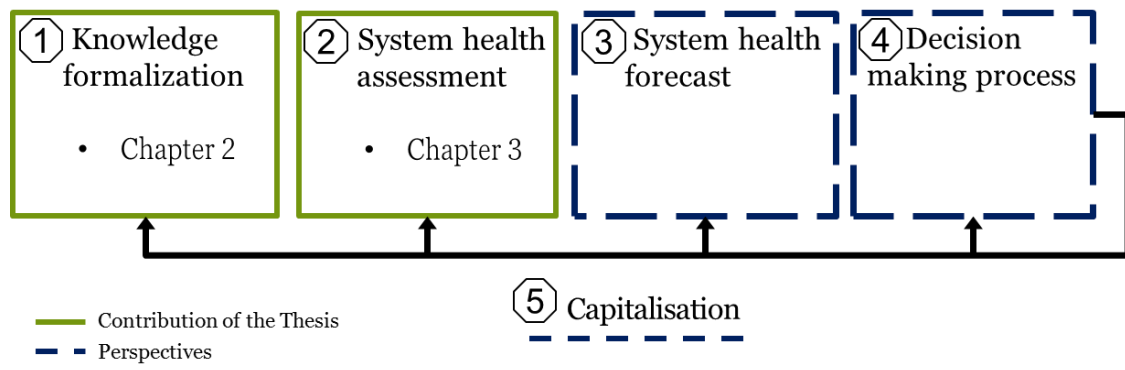 1 Knowledge
formalization
• Chapter 2
2 System health
assessment
• Chapter 3
3 System health
forecast
4 Decision
making process
5 Capitalisation
Contribution of the Thesis
Perspectives